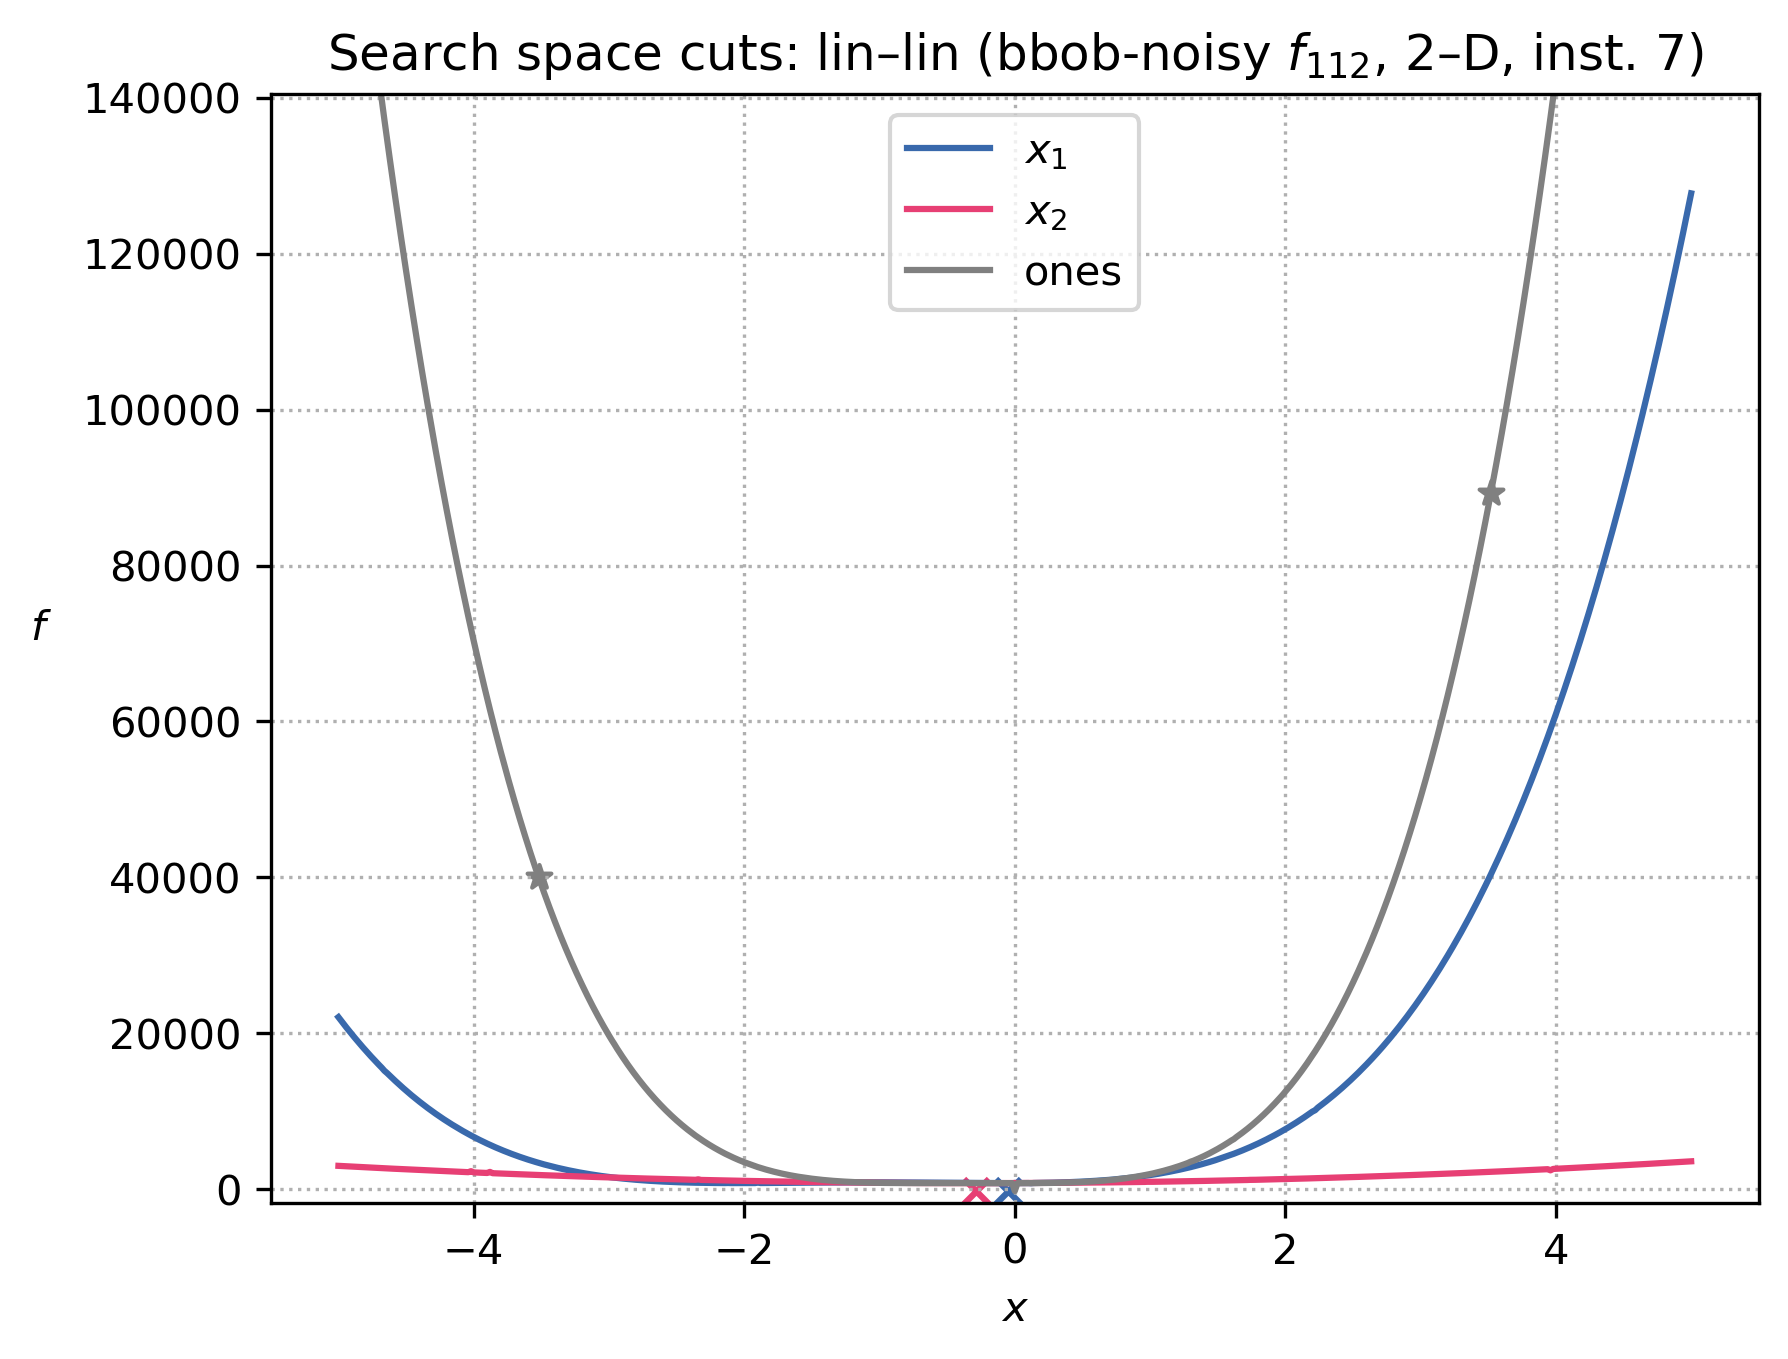 Search space cuts: lin–lin (bbob-noisy f₁₁₂, 2–D, inst. 7)
140000
120000
100000
80000
60000
40000
20000
0
f
x₁
x₂
ones
−4
−2
0
2
4
x